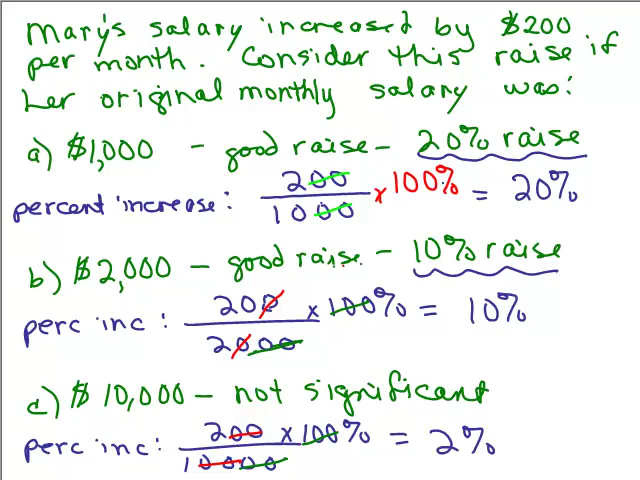 Mary's salary increased by $200
per month. Consider this raise if
her original monthly salary was:
a) $1,000 - good raise - 20% raise
percent increase: 200/1000 x 100% = 20%
b) $2,000 - good raise - 10% raise
perc inc: 200/2000 x 100% = 10%
c) $10,000 - not significant
perc inc: 200/10000 x 100% = 2%